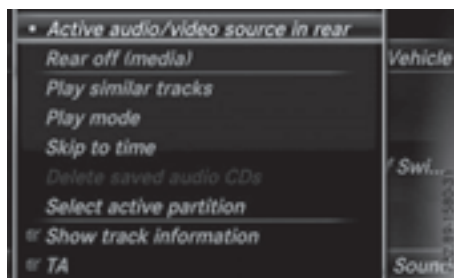 Active audio/video source in rear
Rear off (media)
Vehicle
Play similar tracks
Play mode
Skip to time
Swi...
Delete saved audio CDs
Select active partition
Show track information
TA
Sound